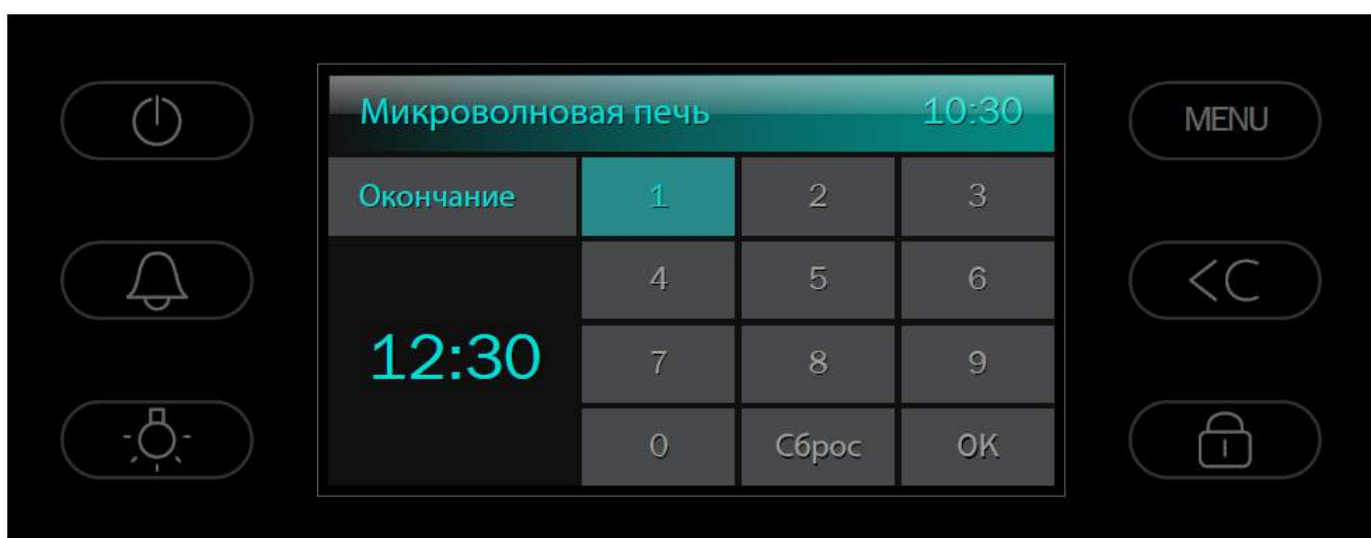 Микроволновая печь 10:30
MENU
Окончание 1 2 3
4 5 6
<C
12:30
7 8 9
0 Сброс OK